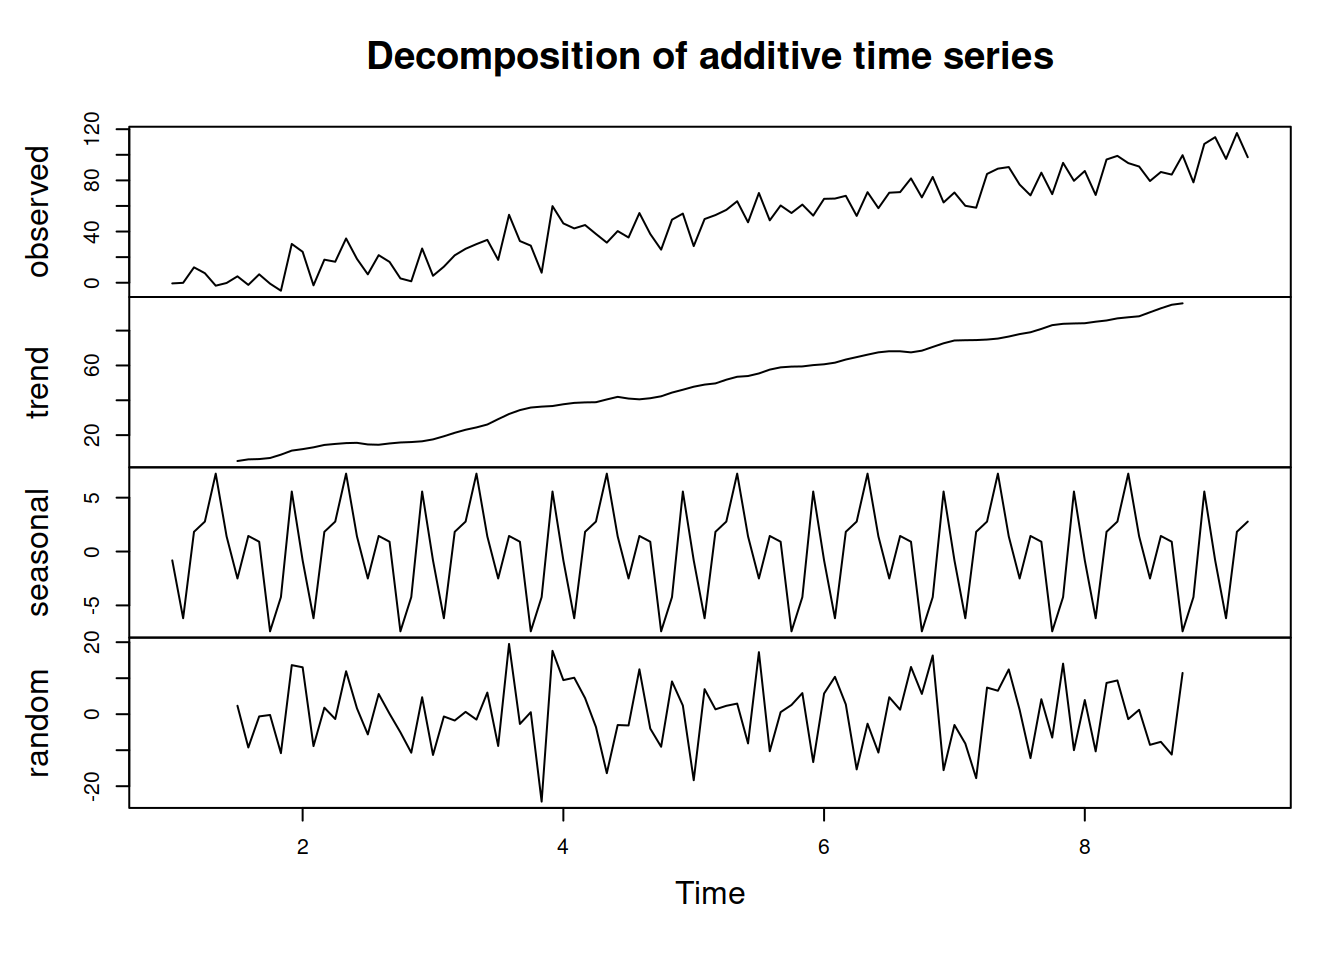 Decomposition of additive time series
observed
0 40 80 120
trend
20 60
seasonal
-5 0 5
random
-20 0 20
2 4 6 8
Time